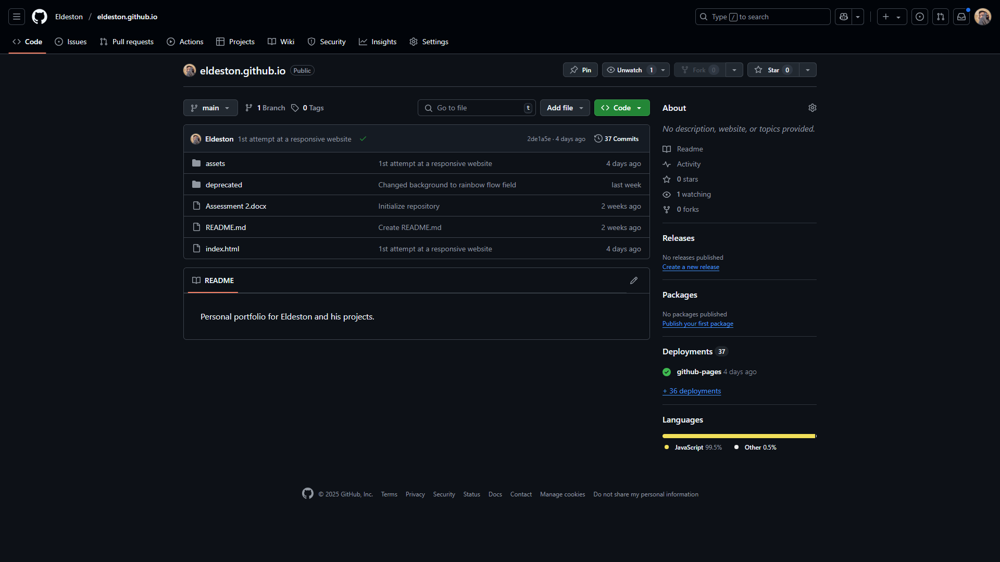 Eldeston / eldeston.github.io
Type / to search
Code Issues Pull requests Actions Projects Wiki Security Insights Settings
eldeston.github.io Public
Pin Unwatch 1 Fork 0 Star 0
main 1 Branch 0 Tags Go to file t Add file Code
Eldeston 1st attempt at a responsive website 2de1a5e · 4 days ago 37 Commits
assets 1st attempt at a responsive website 4 days ago
deprecated Changed background to rainbow flow field last week
Assessment 2.docx Initialize repository 2 weeks ago
README.md Create README.md 2 weeks ago
index.html 1st attempt at a responsive website 4 days ago
README
Personal portfolio for Eldeston and his projects.
About
No description, website, or topics provided.
Readme
Activity
0 stars
1 watching
0 forks
Releases
No releases published
Create a new release
Packages
No packages published
Publish your first package
Deployments 37
github-pages 4 days ago
+ 36 deployments
Languages
JavaScript 99.5% Other 0.5%
© 2025 GitHub, Inc. Terms Privacy Security Status Docs Contact Manage cookies Do not share my personal information